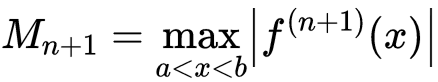 $M_{n+1} = \max_{a<x<b} \left| f^{(n+1)}(x) \right|$